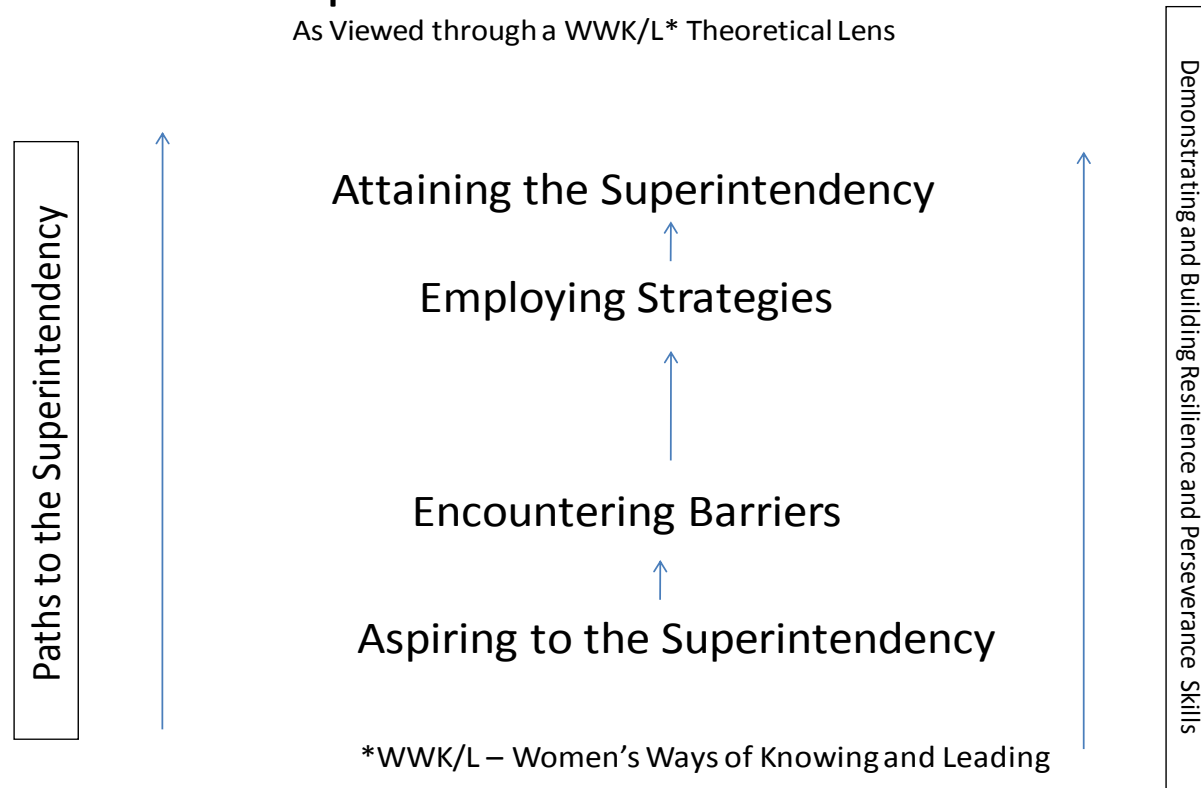 As Viewed through a WWK/L* Theoretical Lens
Paths to the Superintendency
Attaining the Superintendency
Employing Strategies
Encountering Barriers
Aspiring to the Superintendency
*WWK/L – Women’s Ways of Knowing and Leading
Demonstrating and Building Resilience and Perseverance Skills